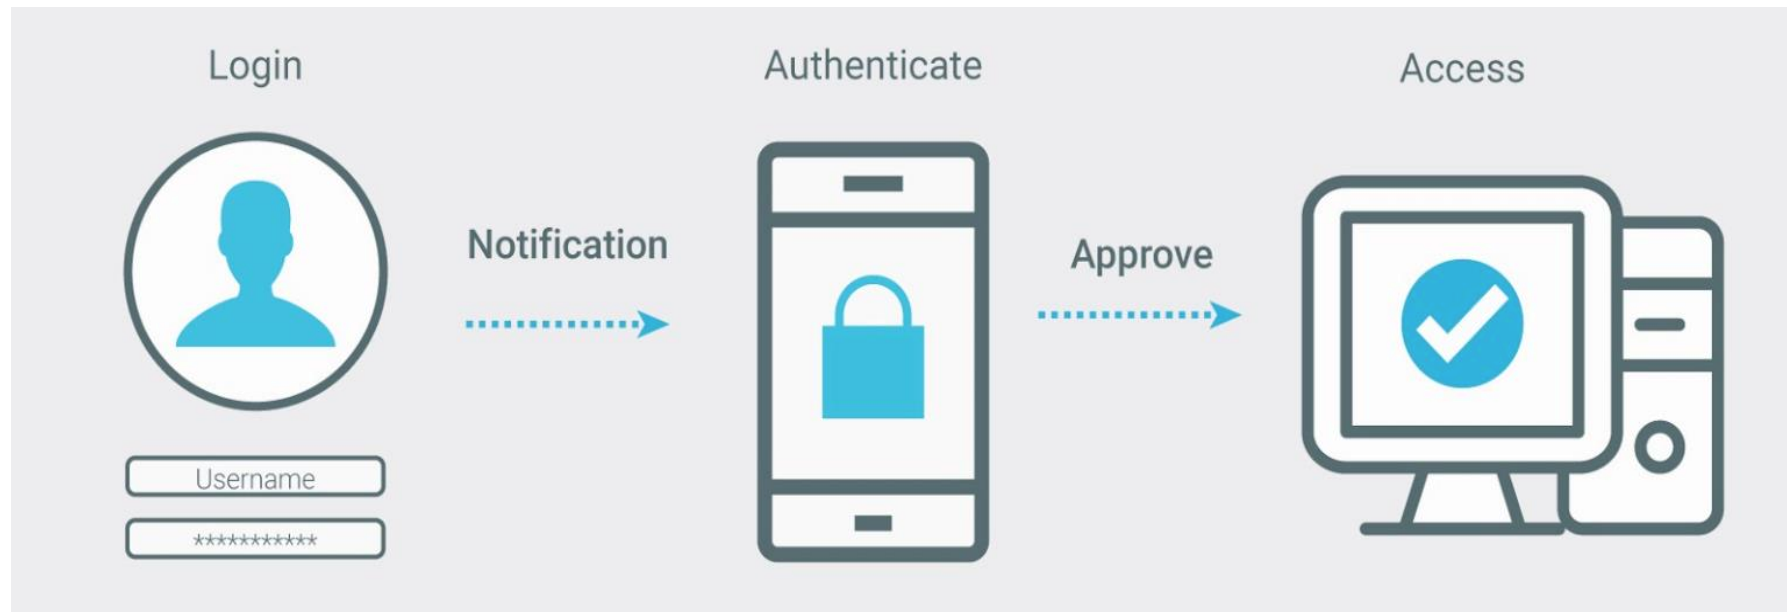 Login
Authenticate
Access
Notification
Approve
Username
***********